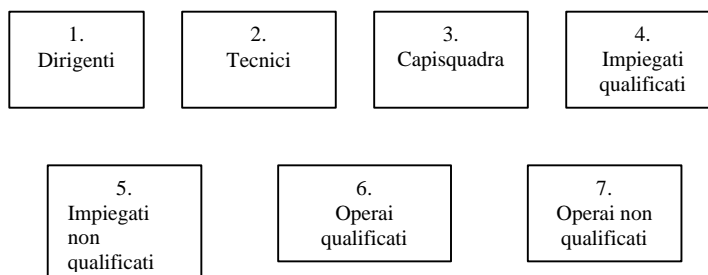 1.
Dirigenti
2.
Tecnici
3.
Capisquadra
4.
Impiegati
qualificati
5.
Impiegati
non
qualificati
6.
Operai
qualificati
7.
Operai non
qualificati